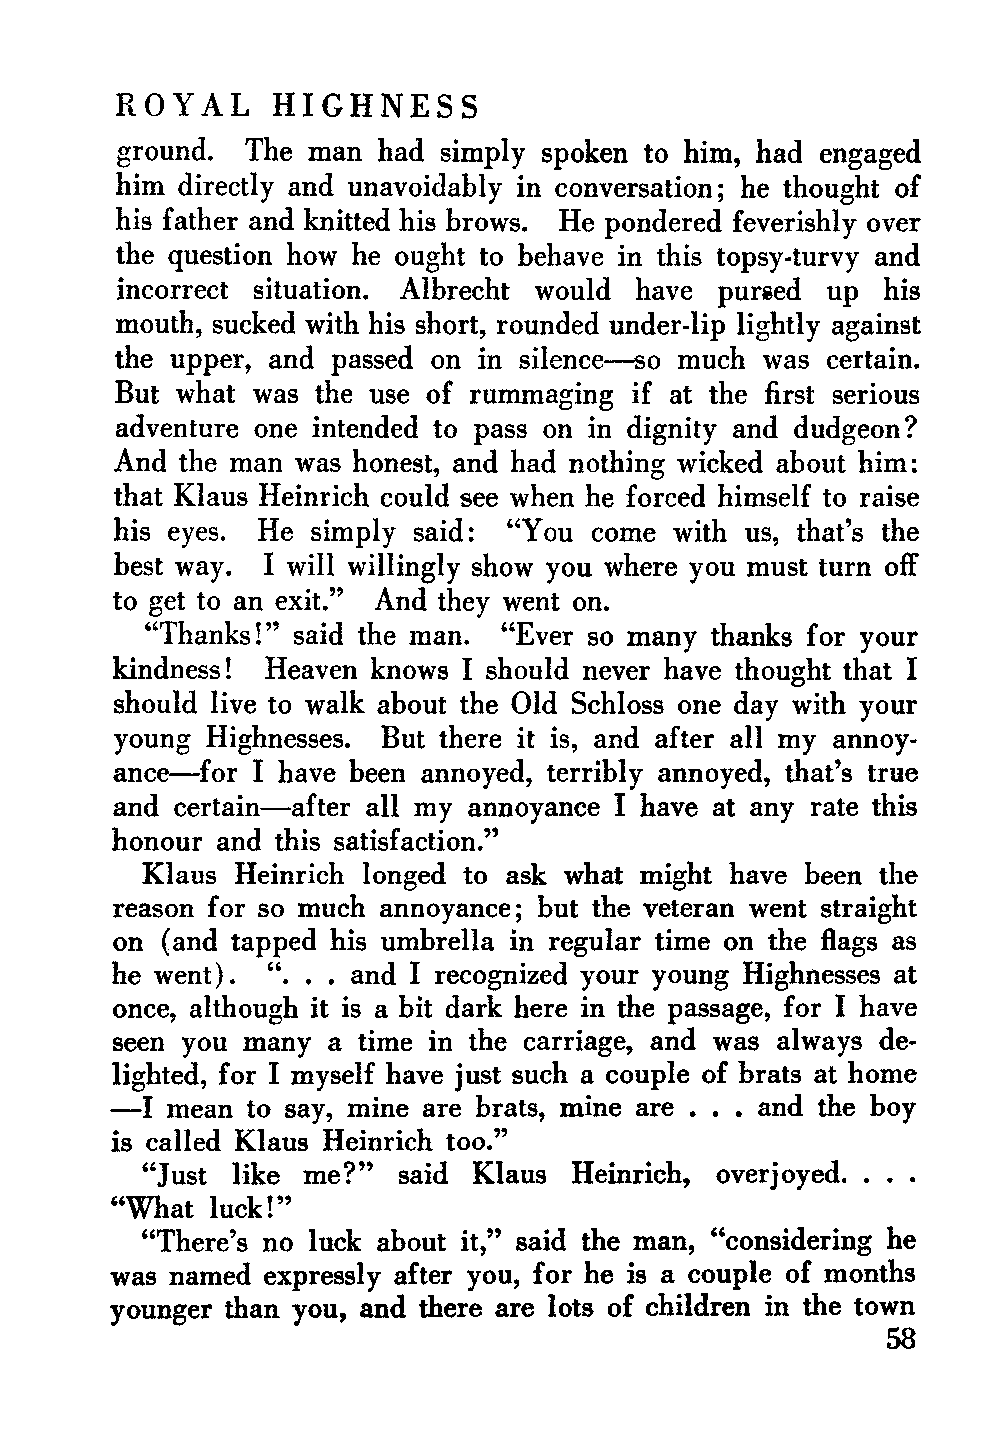 ROYAL HIGHNESS
ground. The man had simply spoken to him, had engaged
him directly and unavoidably in conversation; he thought of
his father and knitted his brows. He pondered feverishly over
the question how he ought to behave in this topsy-turvy and
incorrect situation. Albrecht would have pursed up his
mouth, sucked with his short, rounded under-lip lightly against
the upper, and passed on in silence—so much was certain.
But what was the use of rummaging if at the first serious
adventure one intended to pass on in dignity and dudgeon?
And the man was honest, and had nothing wicked about him:
that Klaus Heinrich could see when he forced himself to raise
his eyes. He simply said: “You come with us, that’s the
best way. I will willingly show you where you must turn off
to get to an exit.” And they went on.
“Thanks!” said the man. “Ever so many thanks for your
kindness! Heaven knows I should never have thought that I
should live to walk about the Old Schloss one day with your
young Highnesses. But there it is, and after all my annoy-
ance—for I have been annoyed, terribly annoyed, that’s true
and certain—after all my annoyance I have at any rate this
honour and this satisfaction.”
Klaus Heinrich longed to ask what might have been the
reason for so much annoyance; but the veteran went straight
on (and tapped his umbrella in regular time on the flags as
he went). “. . . and I recognized your young Highnesses at
once, although it is a bit dark here in the passage, for I have
seen you many a time in the carriage, and was always de-
lighted, for I myself have just such a couple of brats at home
—I mean to say, mine are brats, mine are . . . and the boy
is called Klaus Heinrich too.”
“Just like me?” said Klaus Heinrich, overjoyed. . . .
“What luck!”
“There’s no luck about it,” said the man, “considering he
was named expressly after you, for he is a couple of months
younger than you, and there are lots of children in the town
58